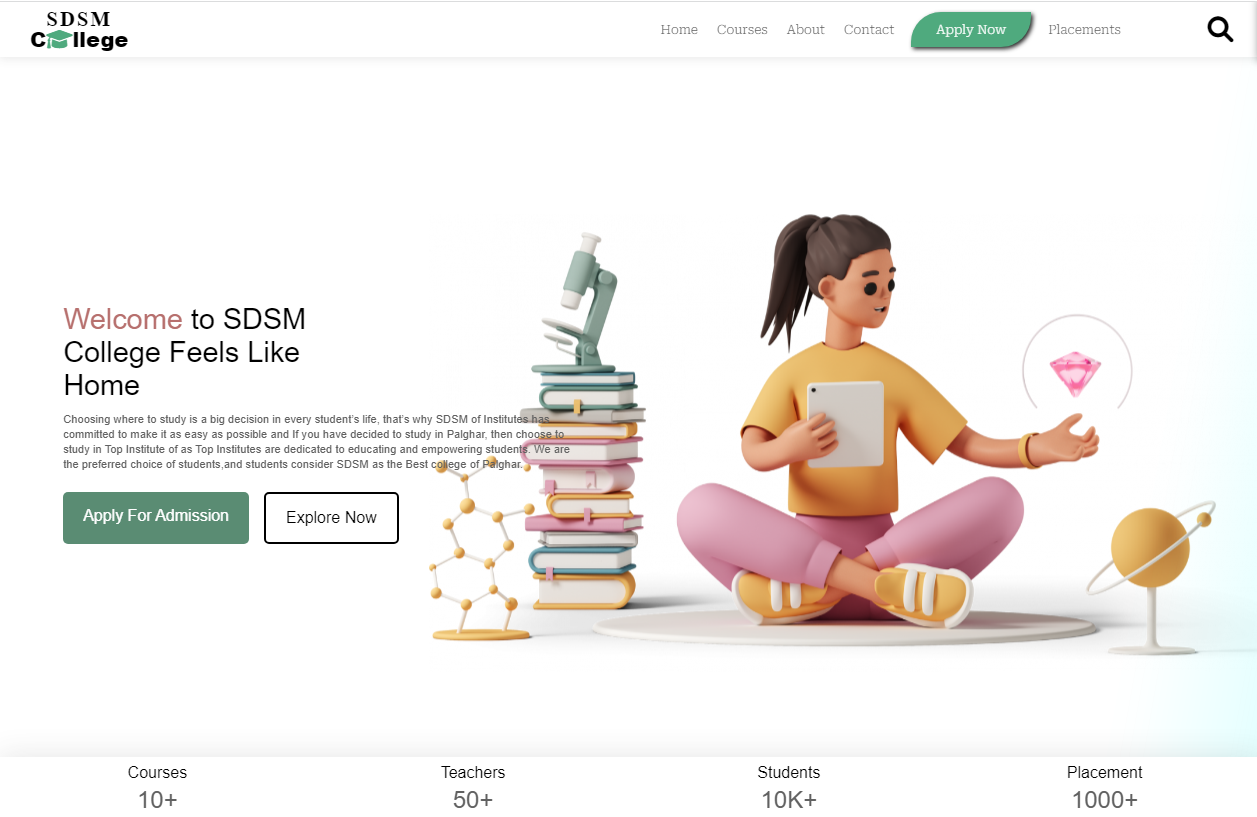 SDSM
College
Home Courses About Contact Apply Now Placements
Welcome to SDSM
College Feels Like
Home
Choosing where to study is a big decision in every student's life, that's why SDSM of Institutes has
committed to make it as easy as possible and If you have decided to study in Palghar, then choose to
study in Top Institute of as Top Institutes are dedicated to educating and empowering students. We are
the preferred choice of students,and students consider SDSM as the Best college of Palghar.
Apply For Admission Explore Now
Courses Teachers Students Placement
10+ 50+ 10K+ 1000+